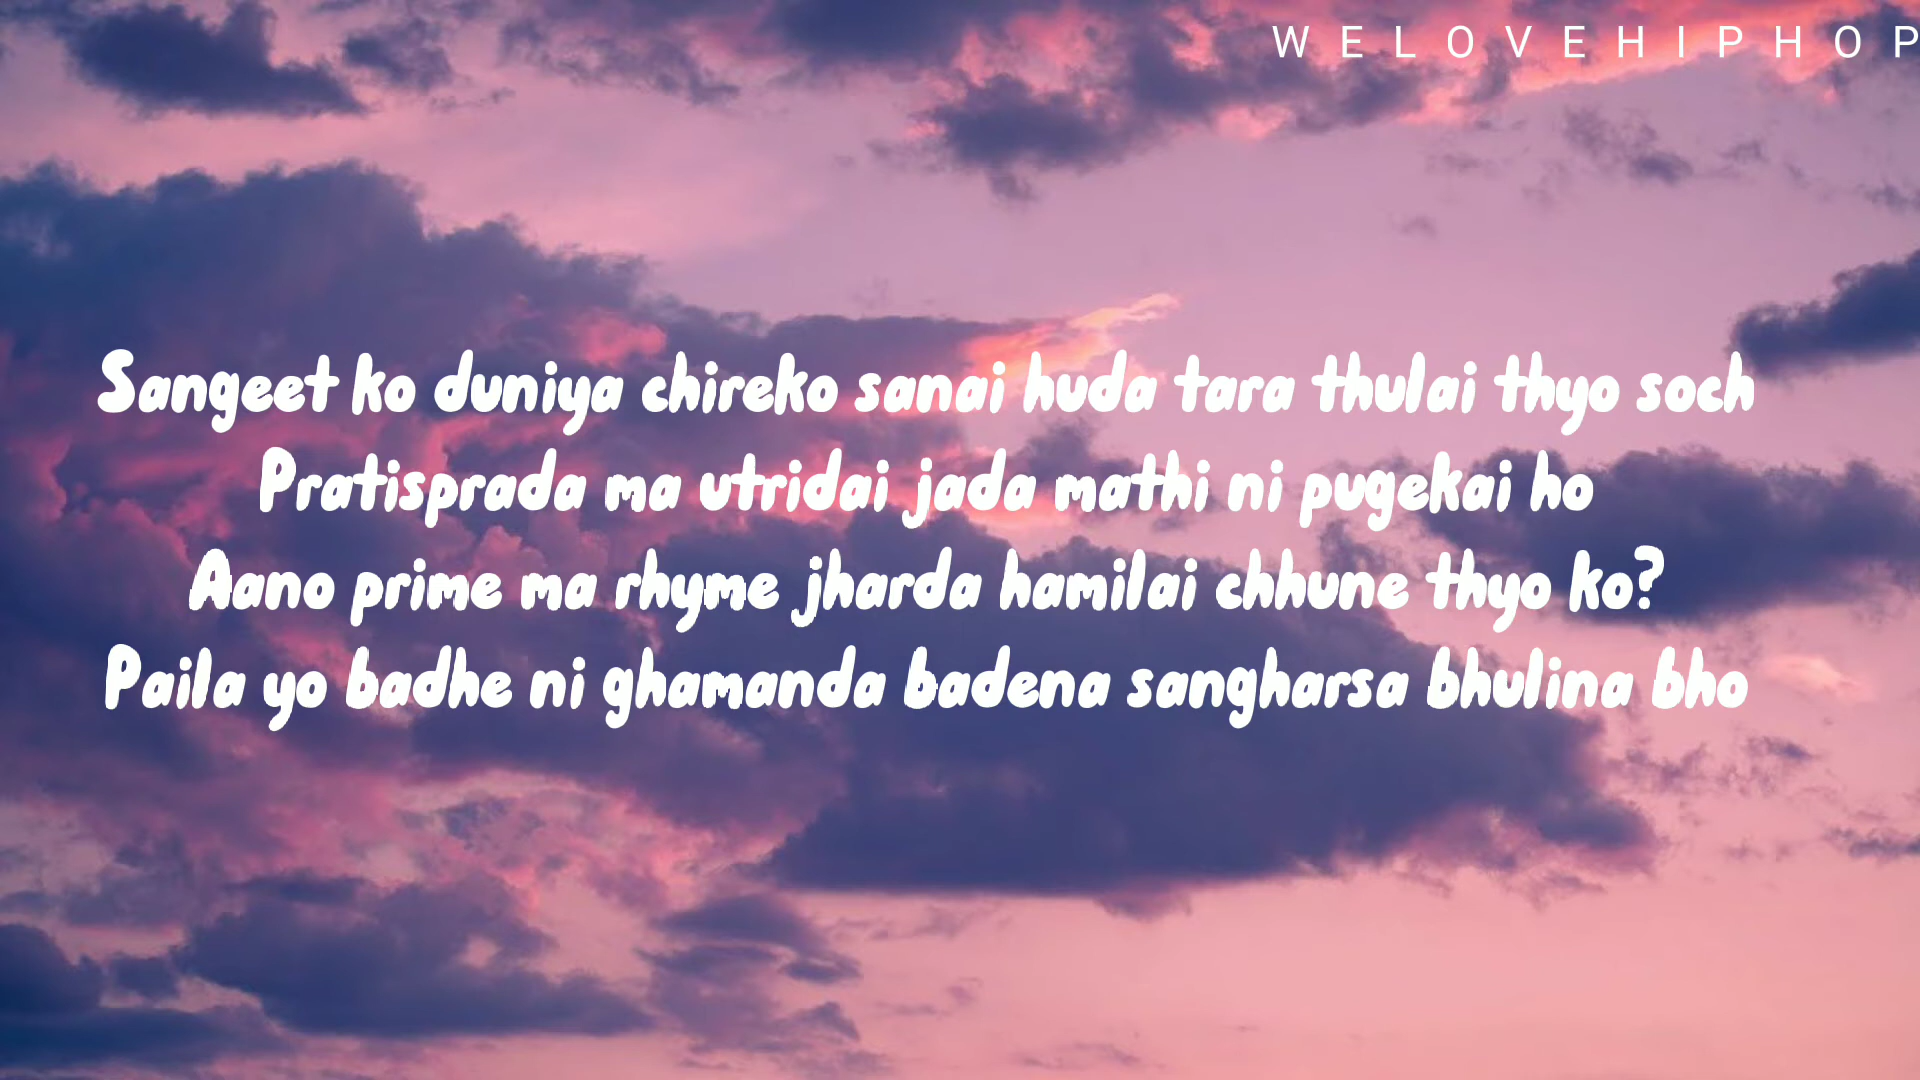 WELOVEHIPHOP
Sangeet ko duniya chireko sanai huda tara thulai thyo soch
Pratisprada ma utridai jada mathi ni pugekai ho
Aano prime ma rhyme jharda hamilai chhune thyo ko?
Paila yo badhe ni ghamanda badena sangharsa bhulina bho